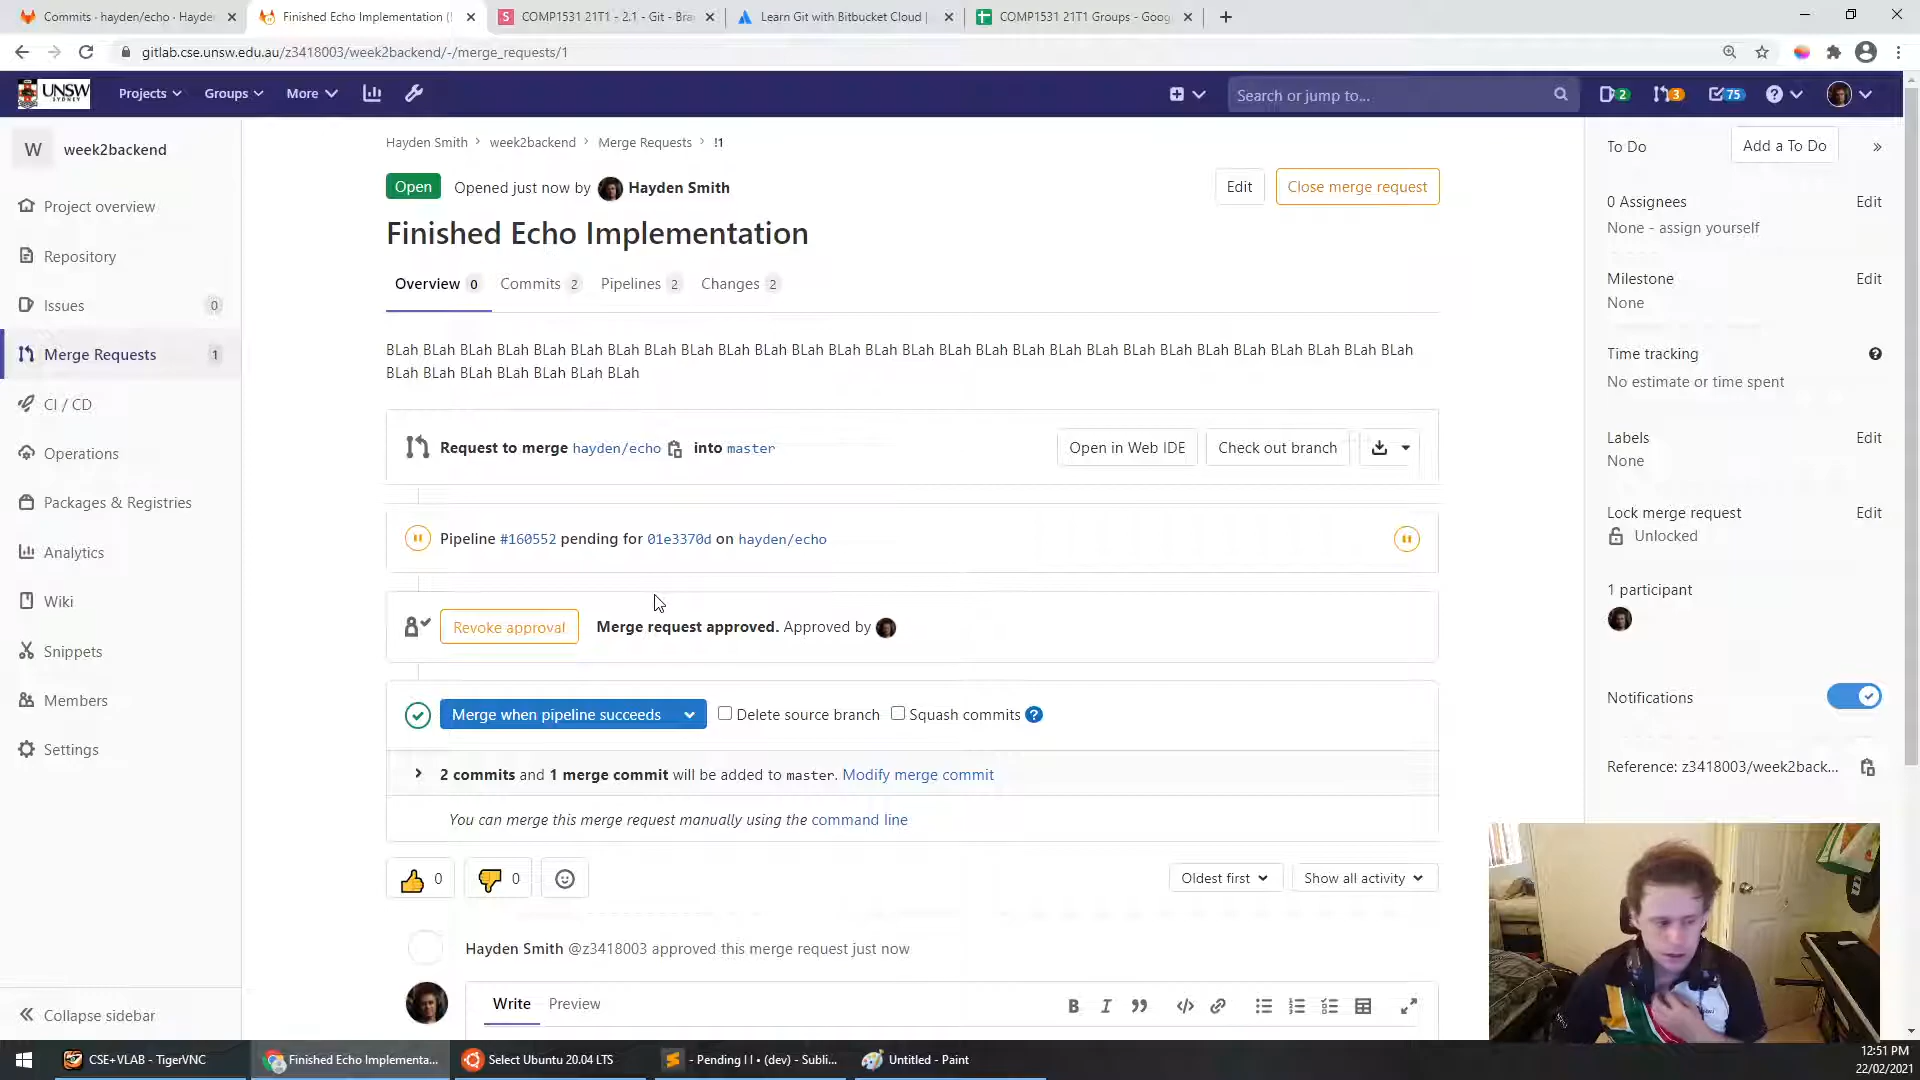 Commits · hayden/echo · Hayde
Finished Echo Implementation (!
COMP1531 21T1 - 2.1 - Git - Bra
Learn Git with Bitbucket Cloud |
COMP1531 21T1 Groups - Goog
gitlab.cse.unsw.edu.au/z3418003/week2backend/-/merge_requests/1
UNSW
SYDNEY
Projects
Groups
More
Search or jump to...
2
3
75
W week2backend
Project overview
Repository
Issues 0
Merge Requests 1
CI / CD
Operations
Packages & Registries
Analytics
Wiki
Snippets
Members
Settings
Collapse sidebar
Hayden Smith > week2backend > Merge Requests > !1
Open Opened just now by Hayden Smith
Edit Close merge request
Finished Echo Implementation
Overview 0 Commits 2 Pipelines 2 Changes 2
BLah BLah BLah BLah BLah BLah BLah BLah BLah BLah BLah BLah BLah BLah BLah BLah BLah BLah BLah BLah BLah BLah BLah BLah BLah BLah BLah BLah
BLah BLah BLah BLah BLah BLah BLah
Request to merge hayden/echo into master
Open in Web IDE Check out branch
Pipeline #160552 pending for 01e3370d on hayden/echo
Revoke approval Merge request approved. Approved by
Merge when pipeline succeeds Delete source branch Squash commits ?
2 commits and 1 merge commit will be added to master. Modify merge commit
You can merge this merge request manually using the command line
0 0
Oldest first Show all activity
Hayden Smith @z3418003 approved this merge request just now
Write Preview
B I
To Do Add a To Do »
0 Assignees Edit
None - assign yourself
Milestone Edit
None
Time tracking ?
No estimate or time spent
Labels Edit
None
Lock merge request Edit
Unlocked
1 participant
Notifications
Reference: z3418003/week2back...
CSE+VLAB - TigerVNC
Finished Echo Implementa...
Select Ubuntu 20.04 LTS
- Pending I I • (dev) - Subli...
Untitled - Paint
12:51 PM
22/02/2021